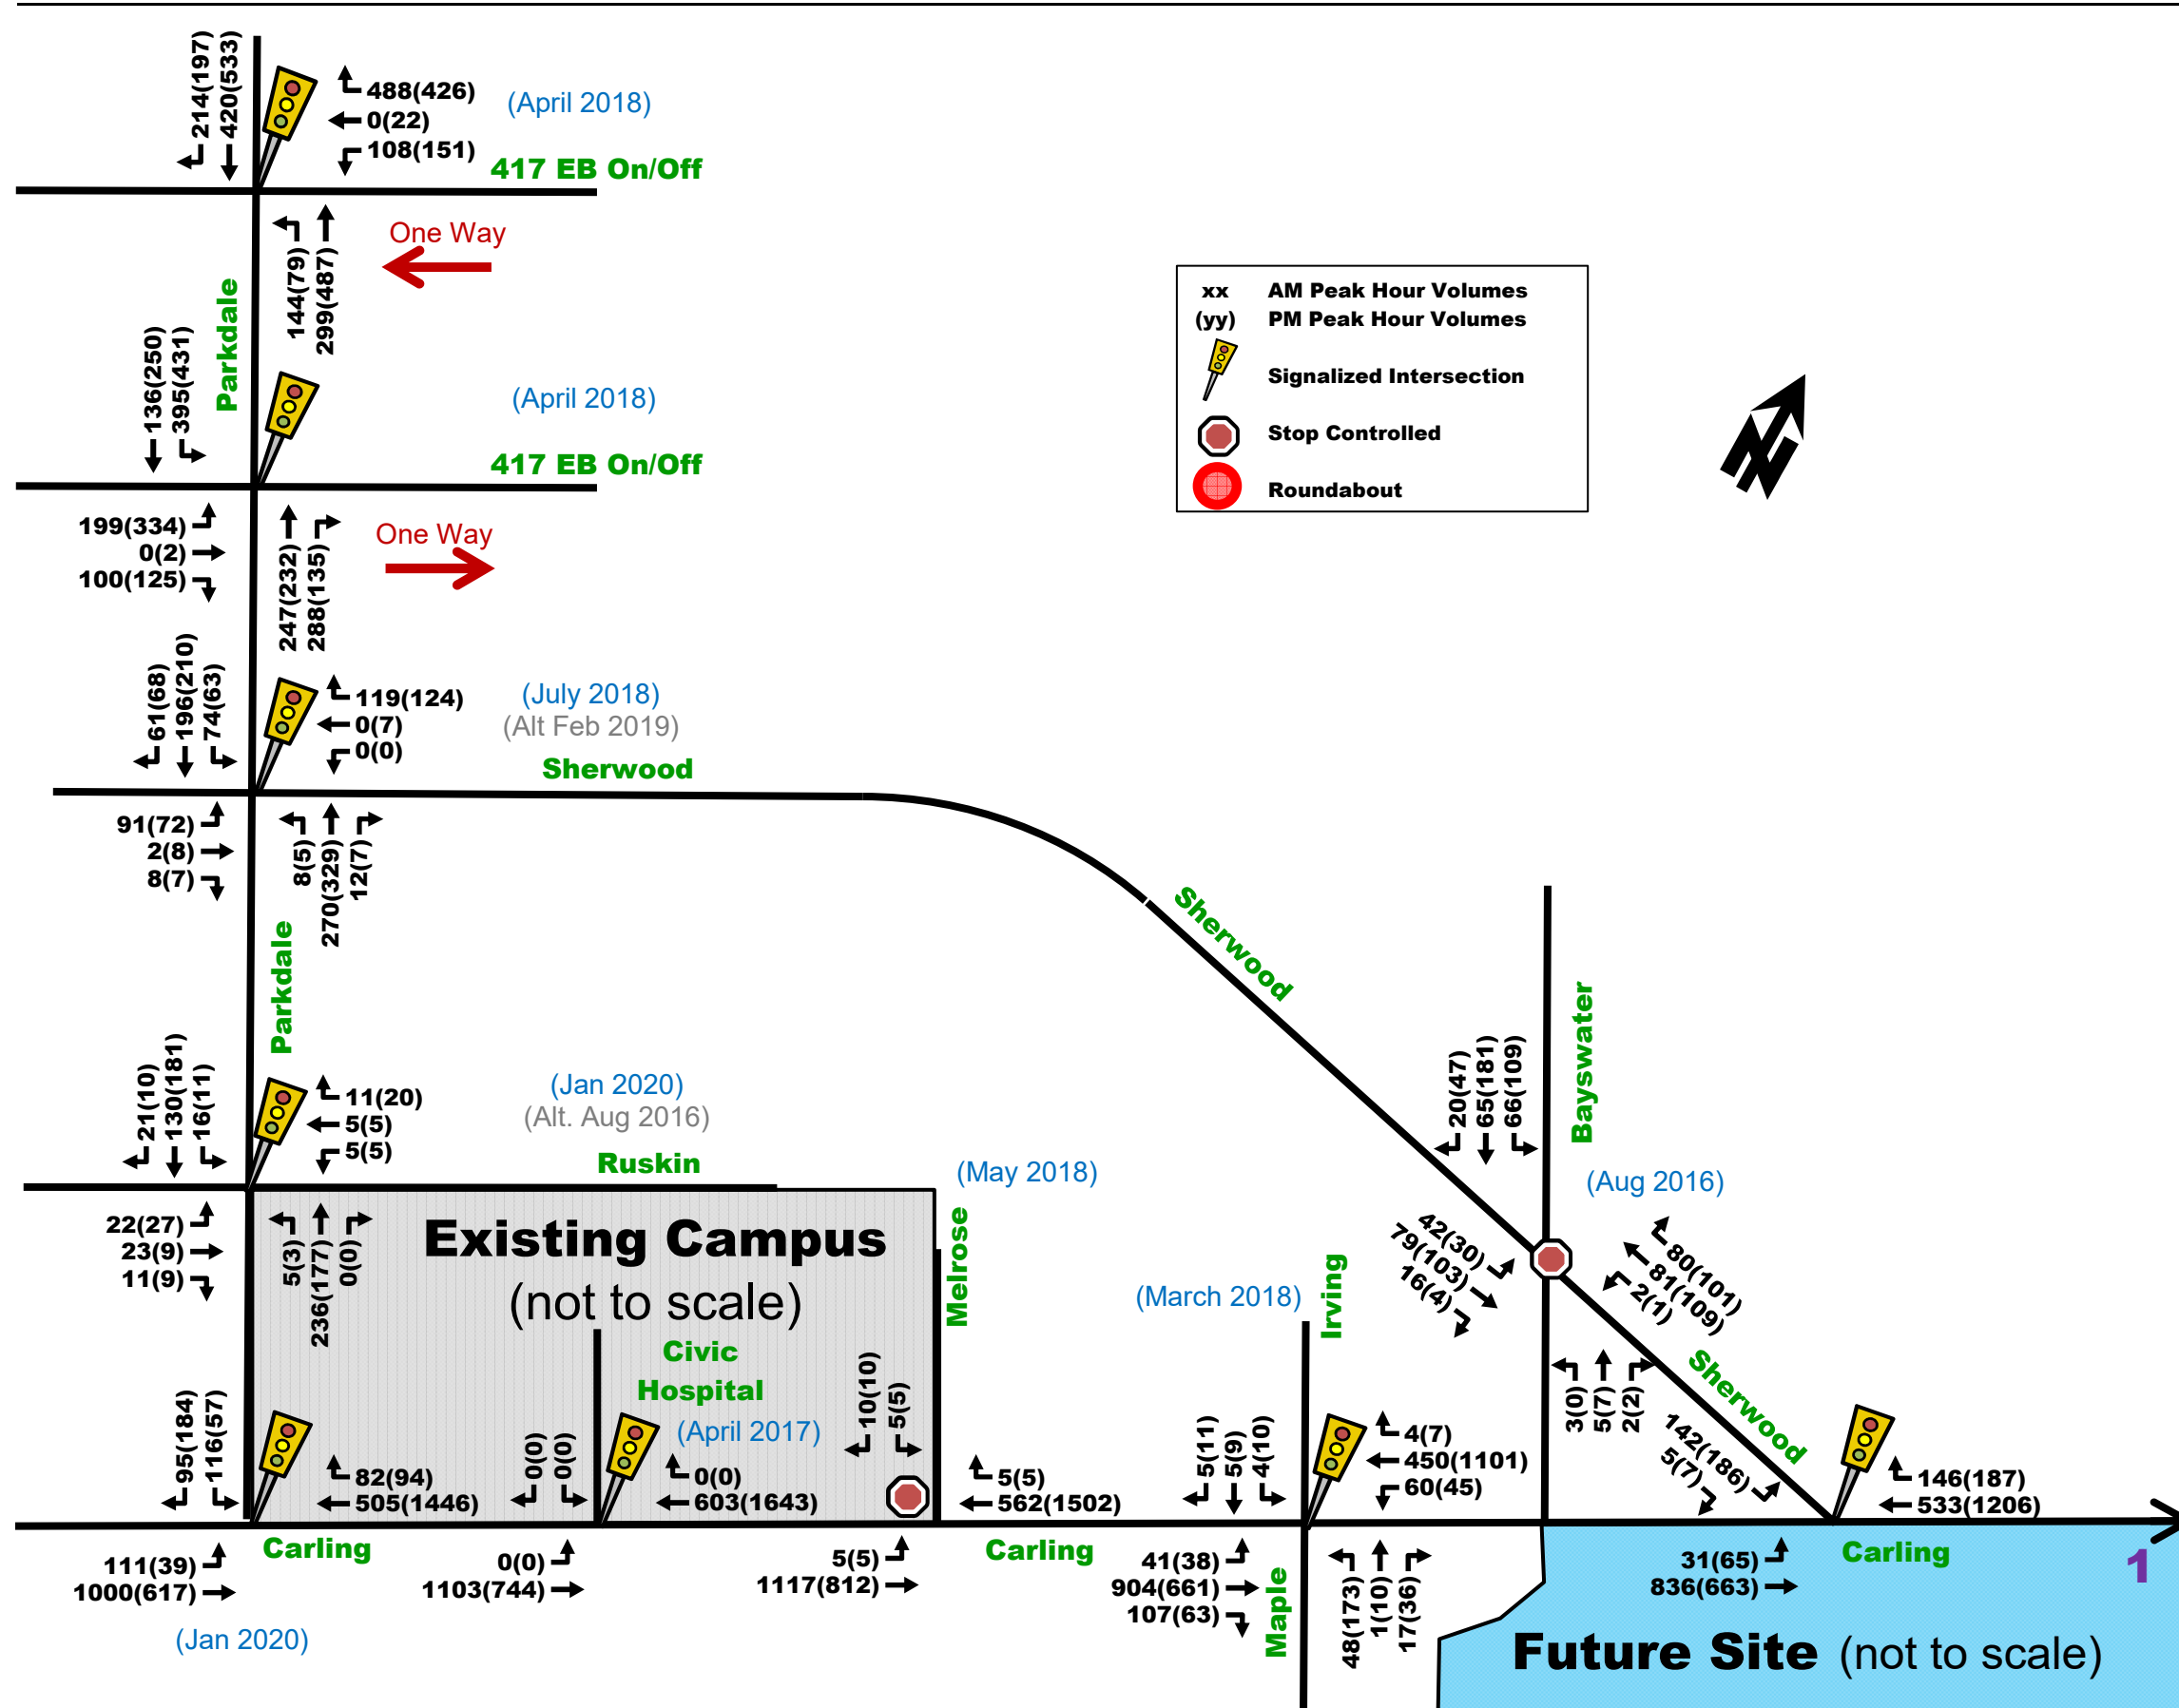 214(197)
420(533)
488(426)
0(22)
108(151)
(April 2018)
417 EB On/Off
144(79)
299(487)
One Way
Parkdale
136(250)
395(431)
(April 2018)
417 EB On/Off
xx AM Peak Hour Volumes
(yy) PM Peak Hour Volumes
Signalized Intersection
Stop Controlled
Roundabout
N
199(334)
0(2)
100(125)
247(232)
288(135)
One Way
61(68)
196(210)
74(63)
119(124)
0(7)
0(0)
(July 2018)
(Alt Feb 2019)
Sherwood
91(72)
2(8)
8(7)
8(5)
270(329)
12(7)
Parkdale
Sherwood
Bayswater
21(10)
130(181)
16(11)
11(20)
5(5)
5(5)
(Jan 2020)
(Alt. Aug 2016)
Ruskin
22(27)
23(9)
11(9)
5(3)
236(177)
0(0)
Existing Campus
(not to scale)
Civic
Hospital
(April 2017)
(May 2018)
Melrose
(March 2018)
Irving
20(47)
65(181)
66(109)
(Aug 2016)
42(30)
79(103)
16(4)
80(101)
81(109)
2(1)
3(0)
5(7)
2(2)
Sherwood
142(186)
5(7)
95(184)
116(57)
82(94)
505(1446)
0(0)
0(0)
0(0)
603(1643)
10(10)
5(5)
5(5)
562(1502)
5(11)
5(9)
4(10)
4(7)
450(1101)
60(45)
146(187)
533(1206)
Carling
111(39)
1000(617)
(Jan 2020)
0(0)
1103(744)
5(5)
1117(812)
Carling
41(38)
904(661)
107(63)
Maple
48(173)
1(10)
17(36)
31(65)
836(663)
Carling
1
Future Site (not to scale)